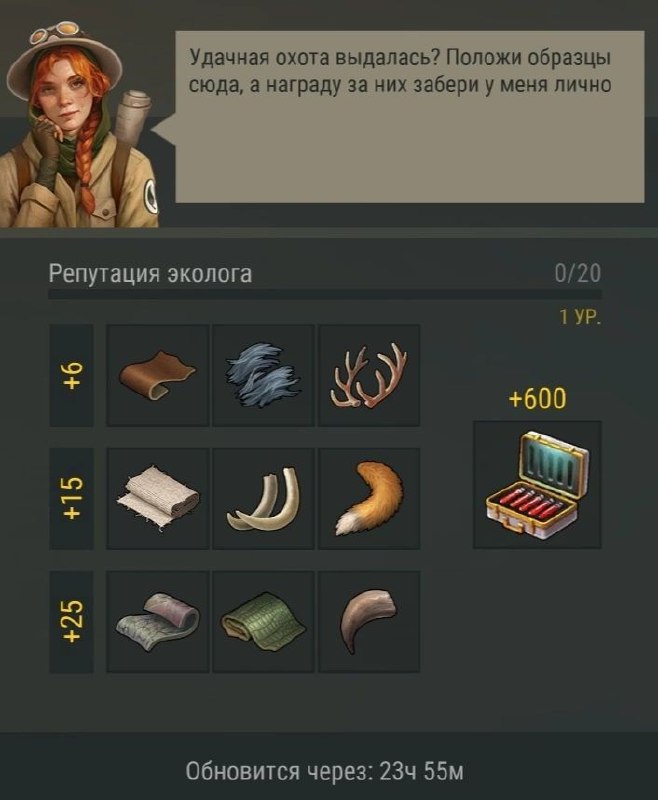 Удачная охота выдалась? Положи образцы
сюда, а награду за них забери у меня лично
Репутация эколога 0/20
1 УР.
+6
+600
+15
+25
Обновится через: 23ч 55м